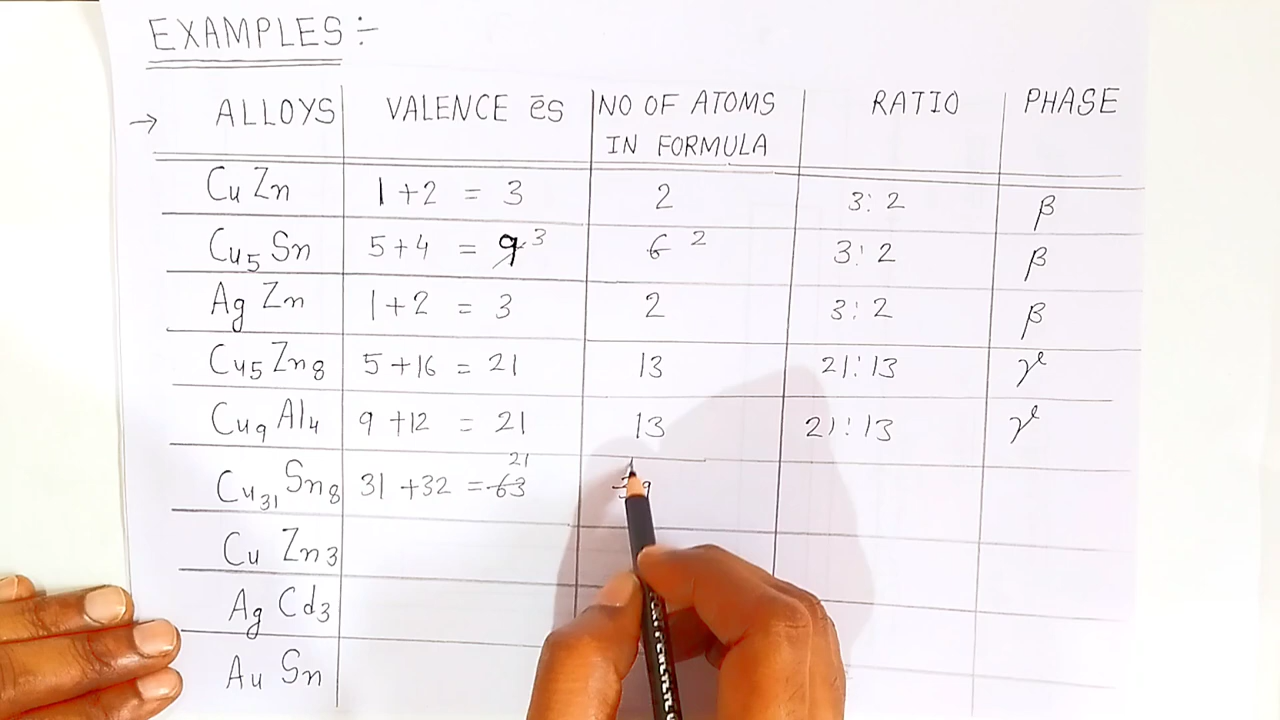 EXAMPLES :-
→ ALLOYS VALENCE ēs NO OF ATOMS IN FORMULA RATIO PHASE
Cu Zn 1+2 = 3 2 3:2 β
Cu5 Sn 5+4 = 9 3 6 2 3:2 β
Ag Zn 1+2 = 3 2 3:2 β
Cu5 Zn8 5+16 = 21 13 21:13 γ
Cu9 Al4 9+12 = 21 13 21:13 γ
Cu31 Sn8 31+32 = 63 21
Cu Zn3
Ag Cd3
Au Sn